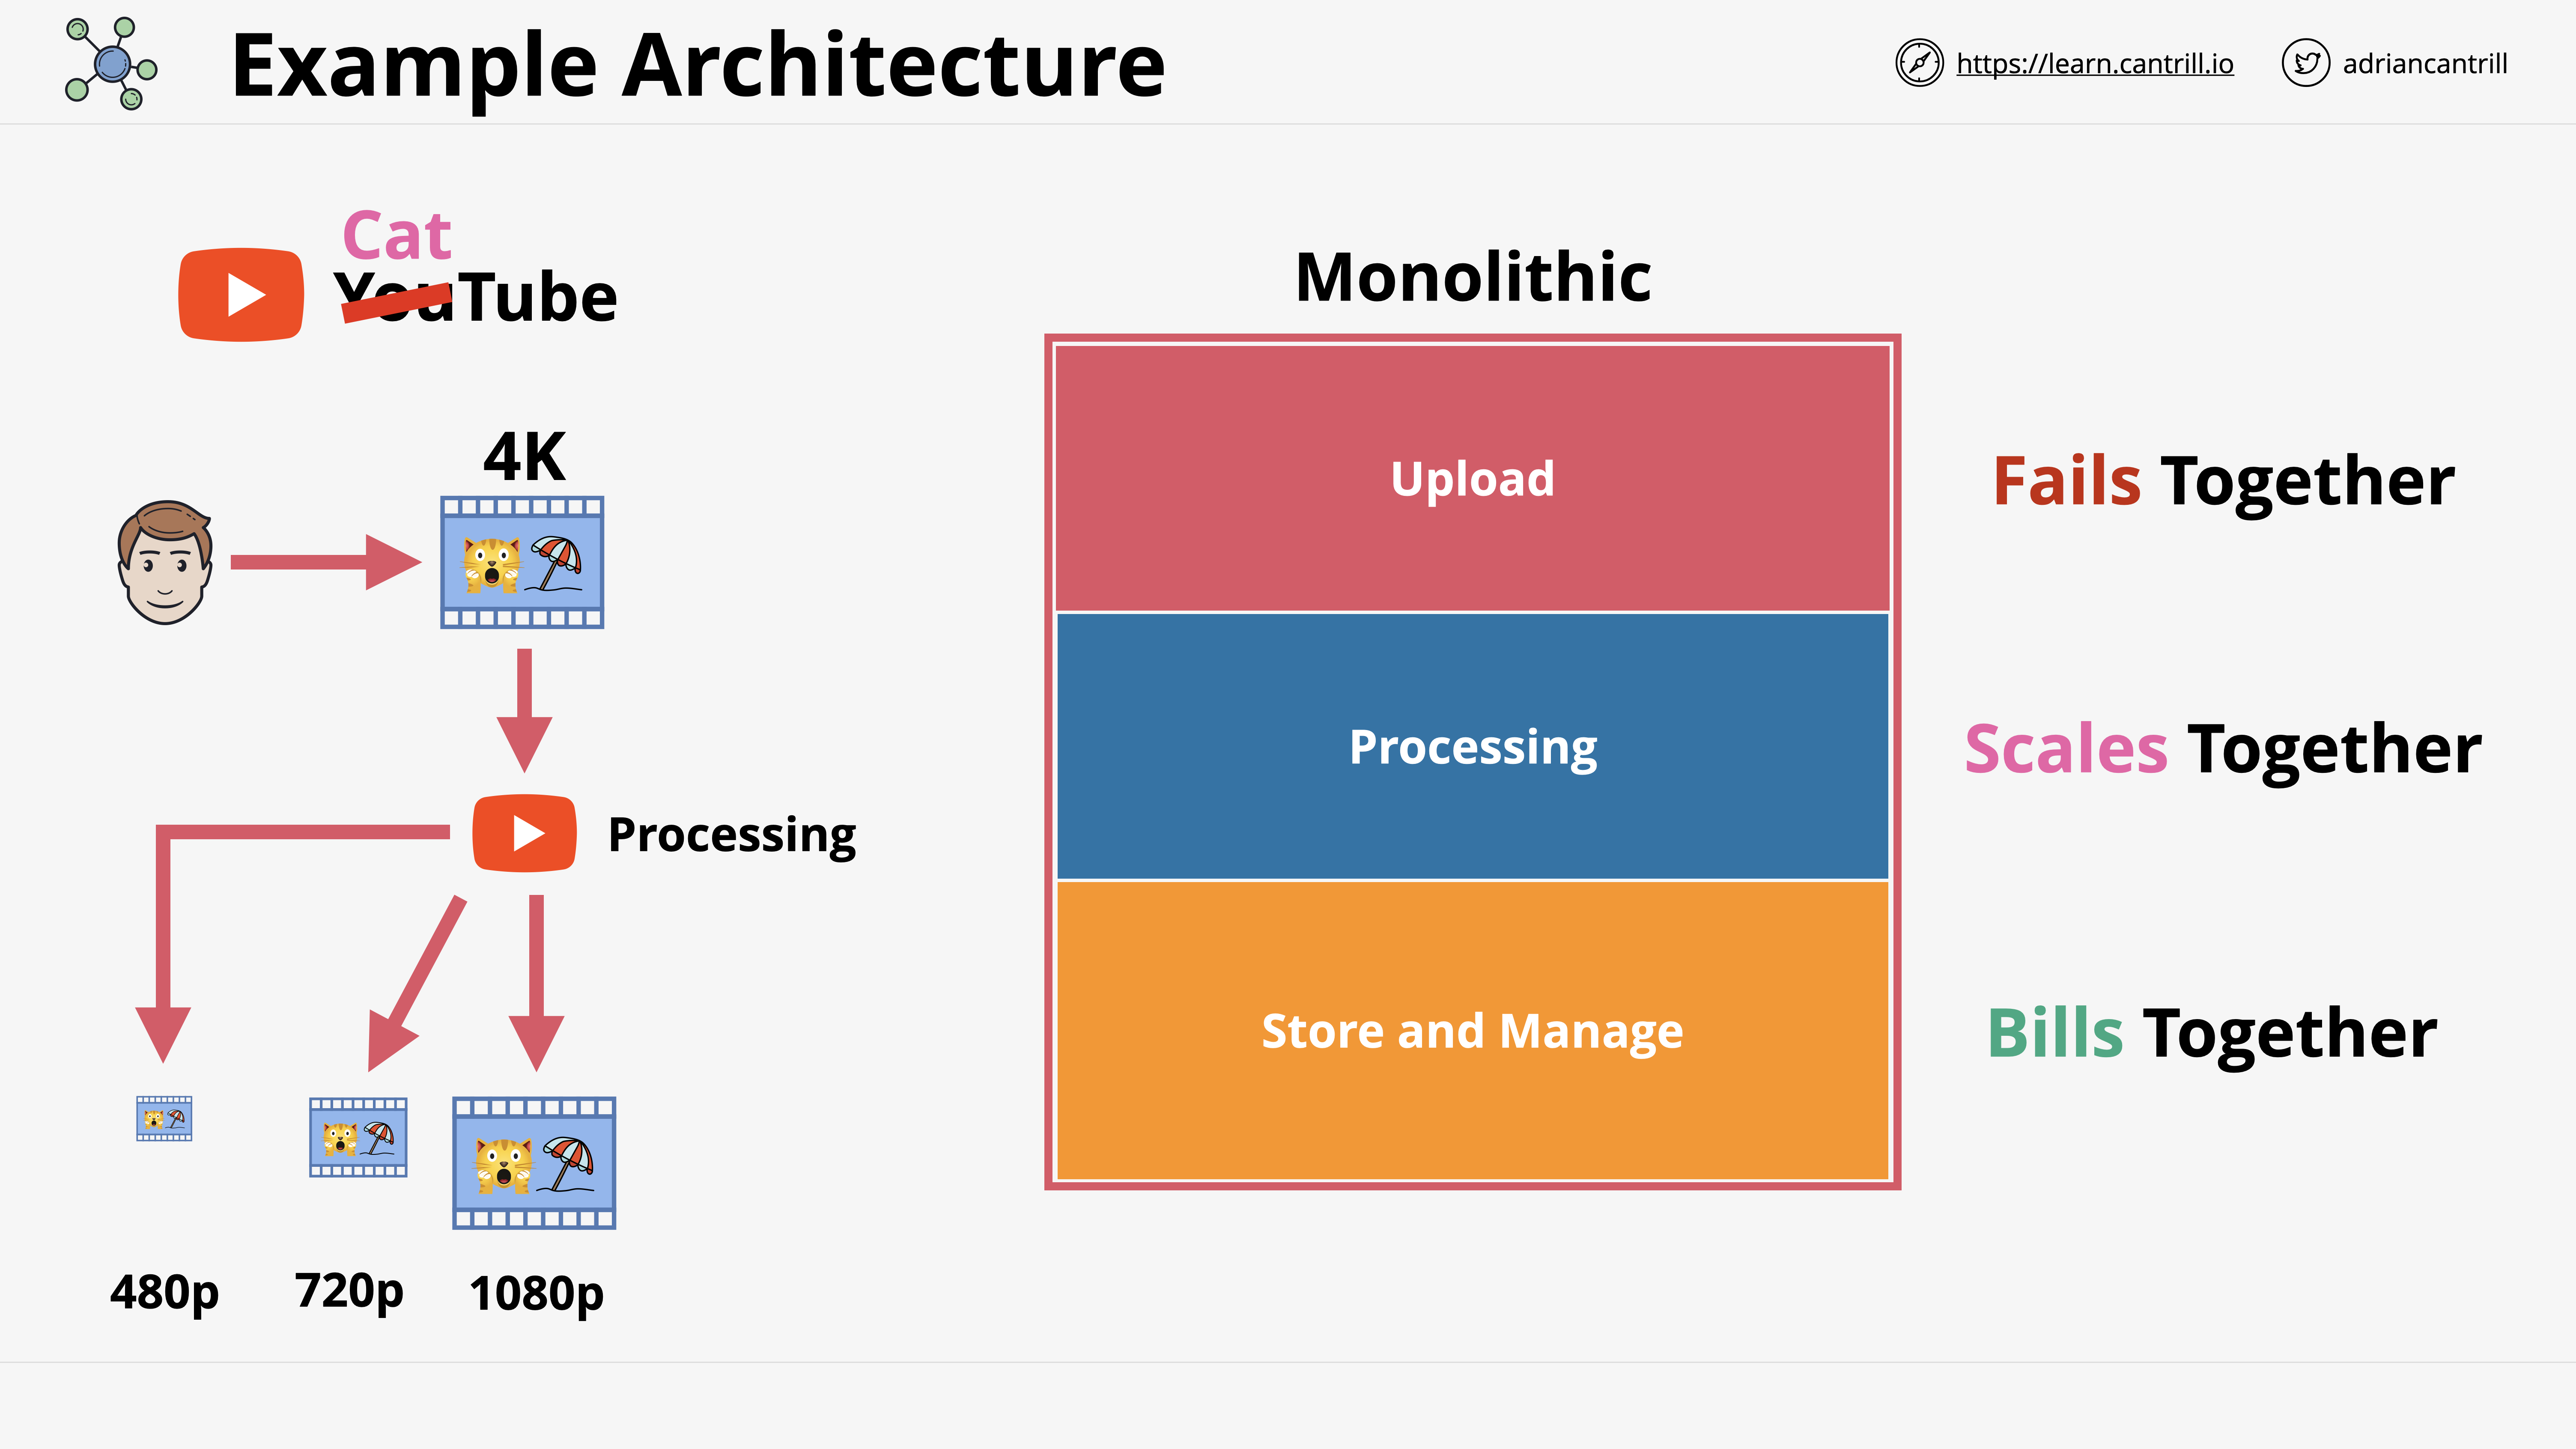 Example Architecture
https://learn.cantrill.io
adriancantrill
Cat
YouTube
4K
Processing
480p
720p
1080p
Monolithic
Upload
Processing
Store and Manage
Fails Together
Scales Together
Bills Together